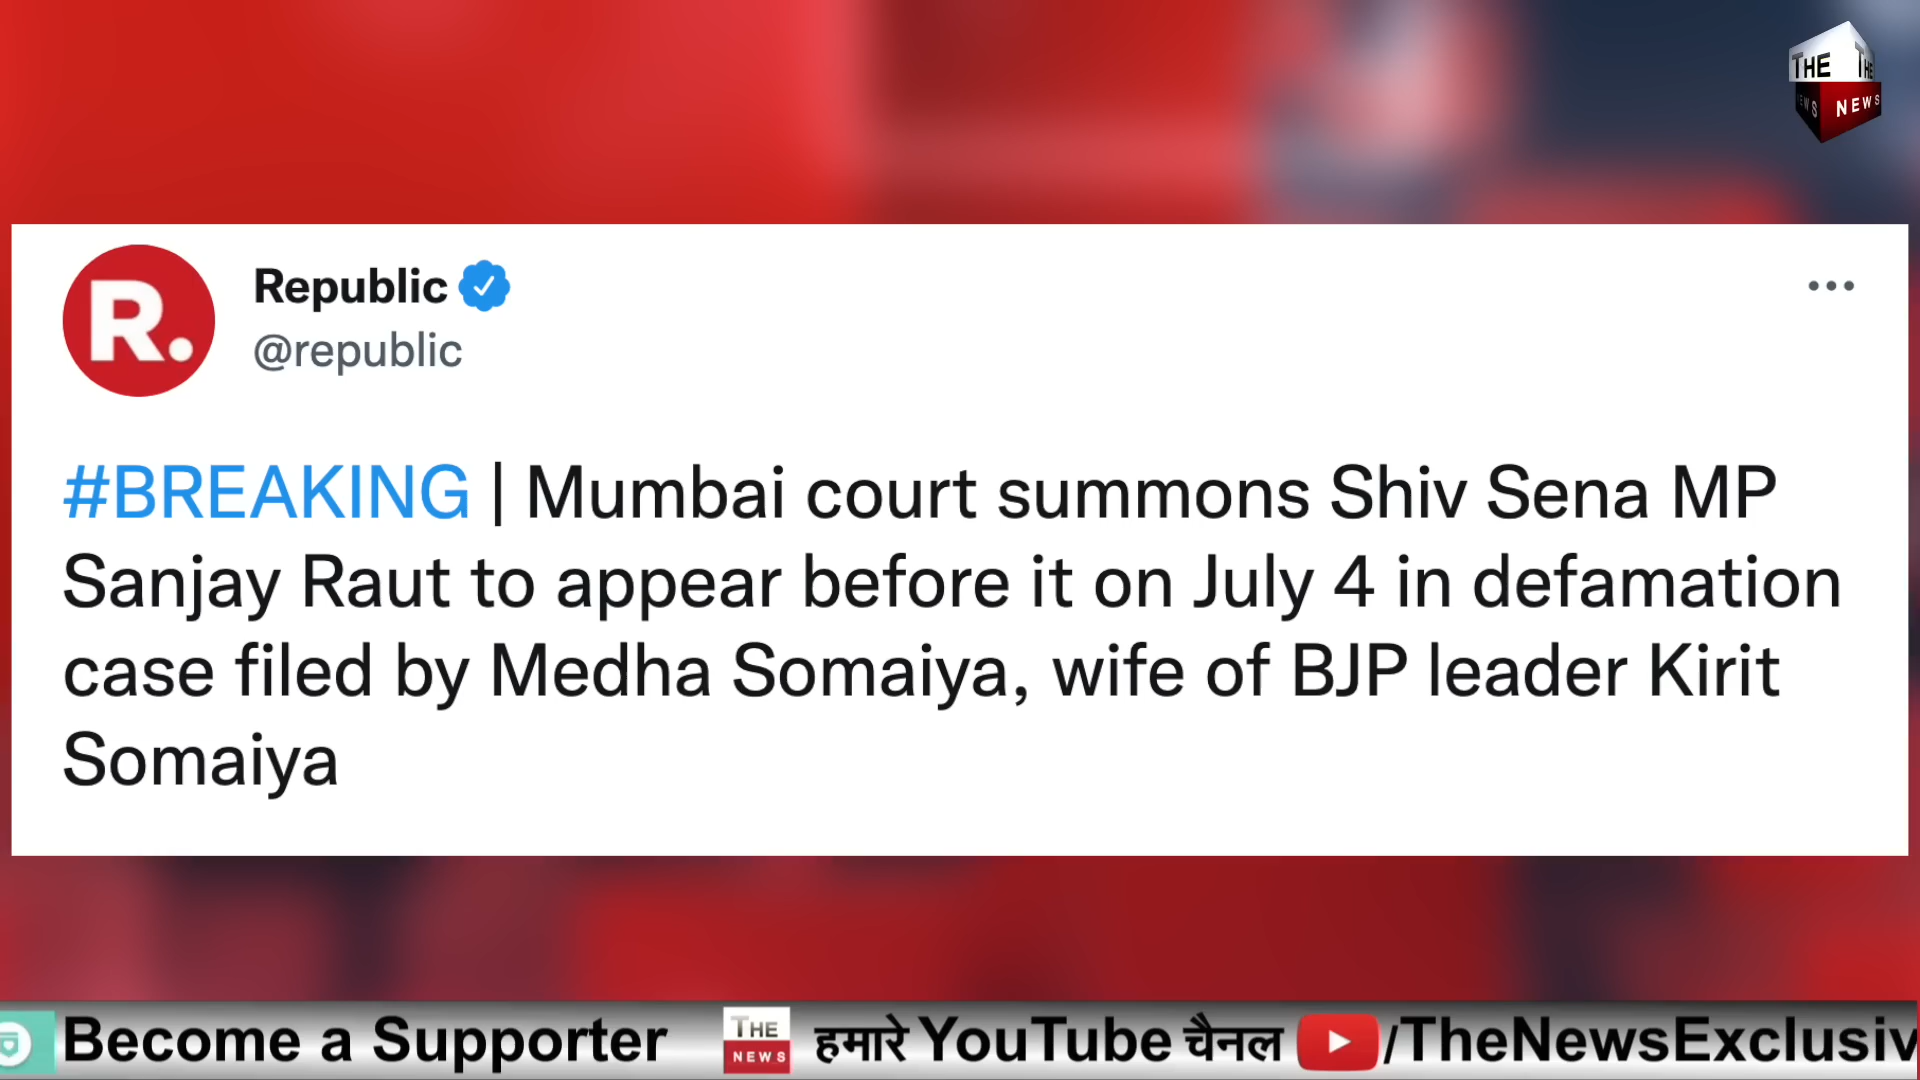 THE THE
NEWS NEWS
R.
Republic
@republic
#BREAKING | Mumbai court summons Shiv Sena MP
Sanjay Raut to appear before it on July 4 in defamation
case filed by Medha Somaiya, wife of BJP leader Kirit
Somaiya
Become a Supporter THE NEWS हमारे YouTube चैनल /TheNewsExclusiv